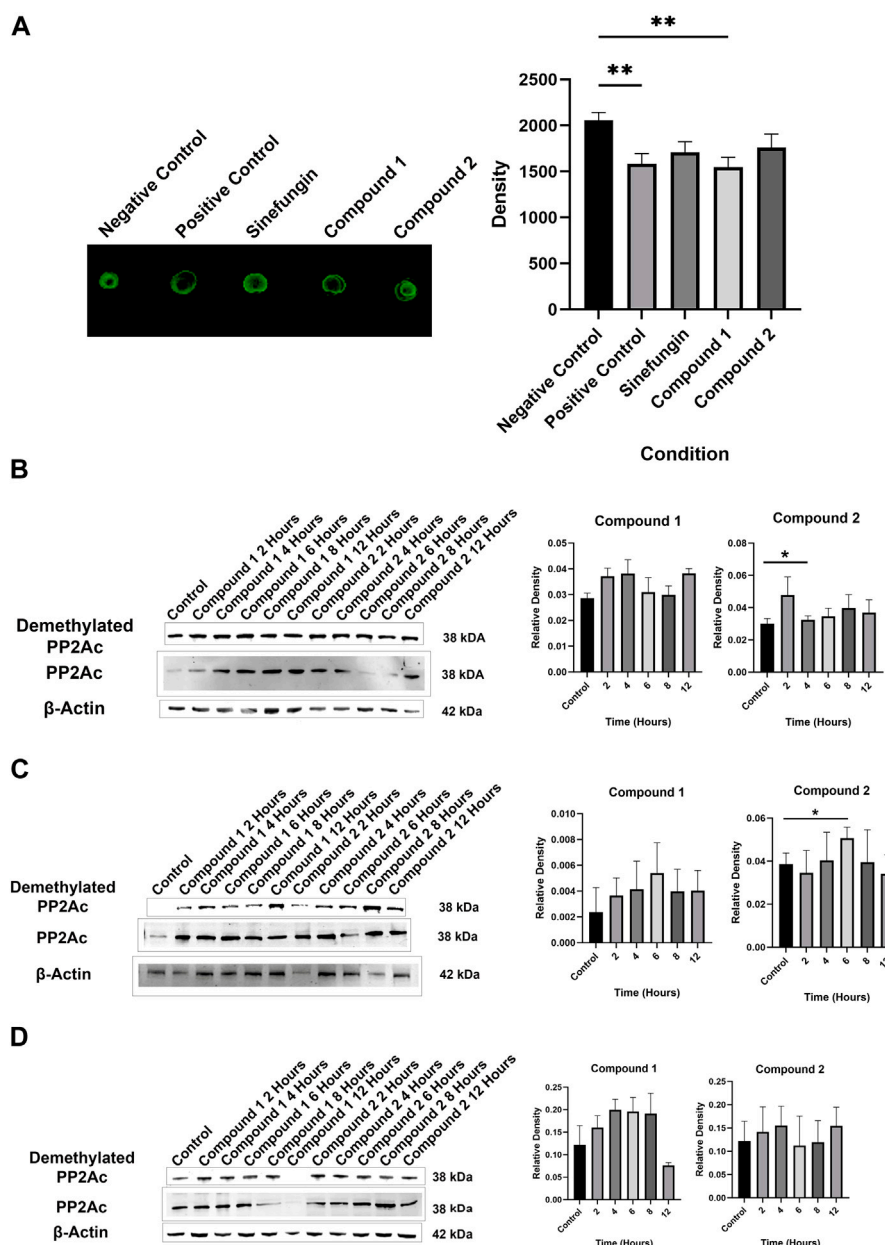 A
Negative Control
Positive Control
Sinefungin
Compound 1
Compound 2
**
**
2500
2000
1500
1000
500
0
Density
Negative Control
Positive Control
Sinefungin
Compound 1
Compound 2
Condition
B
Control
Compound 1 2 Hours
Compound 1 4 Hours
Compound 1 6 Hours
Compound 1 8 Hours
Compound 1 12 Hours
Compound 2 2 Hours
Compound 2 4 Hours
Compound 2 6 Hours
Compound 2 8 Hours
Compound 2 12 Hours
Demethylated
PP2Ac
38 kDA
PP2Ac
38 kDA
β-Actin
42 kDa
Compound 1
0.05
0.04
0.03
0.02
0.01
0.00
Relative Density
Control
2
4
6
8
12
Time (Hours)
Compound 2
*
0.08
0.06
0.04
0.02
0.00
Relative Density
Control
2
4
6
8
12
Time (Hours)
C
Control
Compound 1 2 Hours
Compound 1 4 Hours
Compound 1 6 Hours
Compound 1 8 Hours
Comound 1 12 Hours
Compound 2 2 Hours
Compound 2 4 Hours
Compound 2 6 Hours
Compound 2 8 Hours
Compound 2 12 Hours
Demethylated
PP2Ac
38 kDa
PP2Ac
38 kDa
β-Actin
42 kDa
Compound 1
0.010
0.008
0.006
0.004
0.002
0.000
Relative Density
Control
2
4
6
8
12
Time (Hours)
Compound 2
*
0.06
0.04
0.02
0.00
Relative Density
Control
2
4
6
8
12
Time (Hours)
D
Control
Compound 1 2 Hours
Compound 1 4 Hours
Compound 1 6 Hours
Compound 1 8 Hours
Compound 1 12 Hours
Compound 2 2 Hours
Compound 2 4 Hours
Compound 2 6 Hours
Compound 2 8 Hours
Compound 2 12 Hours
Demethylated
PP2Ac
38 kDa
PP2Ac
38 kDa
β-Actin
42 kDa
Compound 1
0.25
0.20
0.15
0.10
0.05
0.00
Relative Density
Control
2
4
6
8
12
Time (Hours)
Compound 2
0.25
0.20
0.15
0.10
0.05
0.00
Relative Density
Control
2
4
6
8
12
Time (Hours)